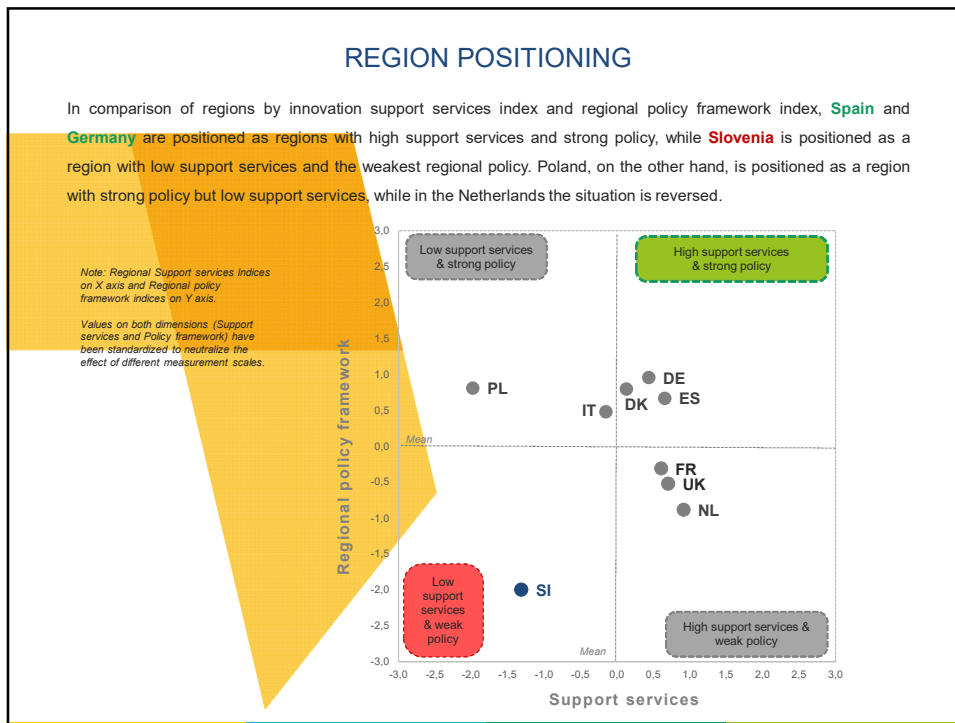 REGION POSITIONING
In comparison of regions by innovation support services index and regional policy framework index, Spain and
Germany are positioned as regions with high support services and strong policy, while Slovenia is positioned as a
region with low support services and the weakest regional policy. Poland, on the other hand, is positioned as a region
with strong policy but low support services, while in the Netherlands the situation is reversed.
Note: Regional Support services Indices
on X axis and Regional policy
framework indices on Y axis.
Values on both dimensions (Support
services and Policy framework) have
been standardized to neutralize the
effect of different measurement scales.
Regional policy framework
3,0
2,5
2,0
1,5
1,0
0,5
0,0
-0,5
-1,0
-1,5
-2,0
-2,5
-3,0
Low support services
& strong policy
High support services
& strong policy
PL
IT
DK
DE
ES
Mean
FR
UK
NL
SI
Low
support
services
& weak
policy
High support services &
weak policy
Mean
-3,0 -2,5 -2,0 -1,5 -1,0 -0,5 0,0 0,5 1,0 1,5 2,0 2,5 3,0
Support services